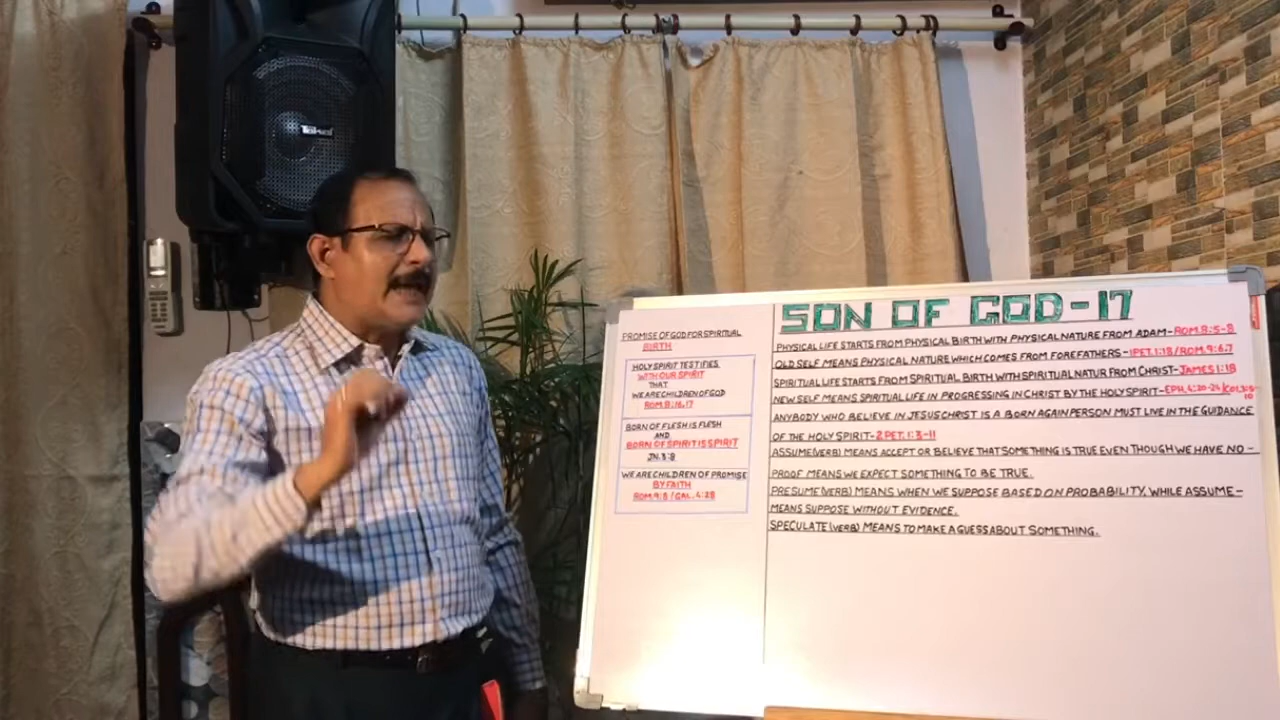 SON OF GOD-17
PROMISE OF GOD FOR SPIRITUAL
BIRTH
HOLY SPIRIT TESTIFIES
WITH OUR SPIRIT
THAT
WE ARE CHILDREN OF GOD
ROM.8:16,17
BORN OF FLESH IS FLESH
AND
BORN OF SPIRIT IS SPIRIT
JN.3:8
WE ARE CHILDREN OF PROMISE
BY FAITH
ROM.9:8/GAL.4:28
PHYSICAL LIFE STARTS FROM PHYSICAL BIRTH WITH PHYSICAL NATURE FROM ADAM-ROM.8:5-8
OLD SELF MEANS PHYSICAL NATURE WHICH COMES FROM FOREFATHERS-1PET.1:18/ROM.9:6,7
SPIRITUAL LIFE STARTS FROM SPIRITUAL BIRTH WITH SPIRITUAL NATUR FROM CHRIST-JAMES1:18
NEW SELF MEANS SPIRITUAL LIFE IN PROGRESSING IN CHRIST BY THE HOLY SPIRIT-EPH.4:20-24
ANYBODY WHO BELIEVE IN JESUS CHRIST IS A BORN AGAIN PERSON MUST LIVE IN THE GUIDANCE
OF THE HOLY SPIRIT-2PET.1:3-11
ASSUME(VERB) MEANS ACCEPT OR BELIEVE THAT SOMETHING IS TRUE EVEN THOUGH WE HAVE NO-
PROOF MEANS WE EXPECT SOMETHING TO BE TRUE.
PRESUME(VERB) MEANS WHEN WE SUPPOSE BASED ON PROBABILITY, WHILE ASSUME-
MEANS SUPPOSE WITHOUT EVIDENCE.
SPECULATE(VERB) MEANS TO MAKE A GUESS ABOUT SOMETHING.